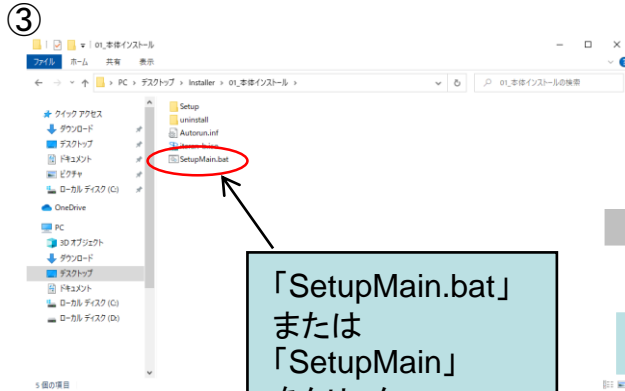 ③
01_本体インストール
ファイル ホーム 共有 表示
PC › デスクトップ › Installer › 01_本体インストール ›
01_本体インストールの検索
クイック アクセス
ダウンロード
デスクトップ
ドキュメント
ピクチャ
ローカル ディスク (C:)
OneDrive
PC
3D オブジェクト
ダウンロード
デスクトップ
ドキュメント
ローカル ディスク (C:)
ローカル ディスク (D:)
Setup
uninstall
Autorun.inf
SetupMain.bat
「SetupMain.bat」
または
「SetupMain」
5 個の項目